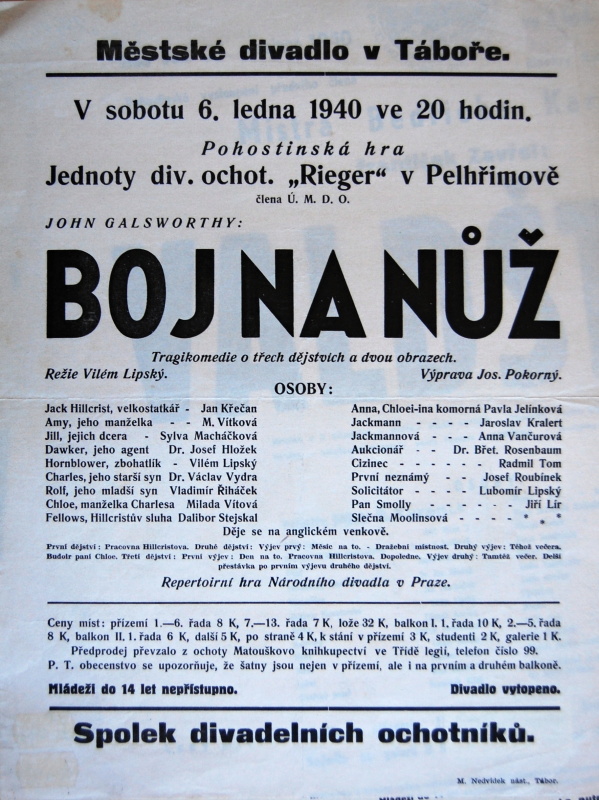 Městské divadlo v Táboře.
V sobotu 6. ledna 1940 ve 20 hodin.
Pohostinská hra
Jednoty div. ochot. „Rieger“ v Pelhřimově
člena Ú. M. D. O.
JOHN GALSWORTHY:
BOJ NA NŮŽ
Tragikomedie o třech dějstvích a dvou obrazech.
Režie Vilém Lipský. Výprava Jos. Pokorný.
OSOBY:
Jack Hillcrist, velkostatkář - Jan Křečan
Amy, jeho manželka - - M. Vítková
Jill, jejich dcera - Sylva Macháčková
Dawker, jeho agent Dr. Josef Hložek
Hornblower, zbohatlík - Vilém Lipský
Charles, jeho starší syn Dr. Václav Vydra
Rolf, jeho mladší syn Vladimír Řiháček
Chloe, manželka Charlesa Milada Vítová
Fellows, Hillcristův sluha Dalibor Stejskal
Anna, Chloei-ina komorná Pavla Jelínková
Jackmann - - - - Jaroslav Kralert
Jackmannová - - - Anna Vančurová
Aukcionář - - Dr. Břet. Rosenbaum
Cizinec - - - - - - Radmil Tom
První neznámý - - Josef Roubínek
Solicitátor - - - - Lubomír Lipský
Pan Smolly - - - - - Jiří Lír
Slečna Moolinsová - - - - * * *
Děje se na anglickém venkově.
První dějství: Pracovna Hillcristova. Druhé dějství: Výjev prvý: Měsíc na to. - Dražební místnost. Druhý výjev: Téhož večera.
Budoir paní Chloe. Třetí dějství: První výjev: Den na to. Pracovna Hillcristova. Dopoledne. Výjev druhý: Tamtéž večer. Delší
přestávka po prvním výjevu druhého dějství.
Repertoirní hra Národního divadla v Praze.
Ceny míst: přízemí 1.—6. řada 8 K, 7.—13. řada 7 K, lože 32 K, balkon I. 1. řada 10 K, 2.—5. řada
8 K, balkon II. 1. řada 6 K, další 5 K, po straně 4 K, k stání v přízemí 3 K, studenti 2 K, galerie 1 K.
Předprodej převzalo z ochoty Matouškovo knihkupectví ve Třídě legií, telefon číslo 99.
P. T. obecenstvo se upozorňuje, že šatny jsou nejen v přízemí, ale i na prvním a druhém balkoně.
Mládeži do 14 let nepřístupno. Divadlo vytopeno.
Spolek divadelních ochotníků.
M. Nedvídek nást., Tábor.